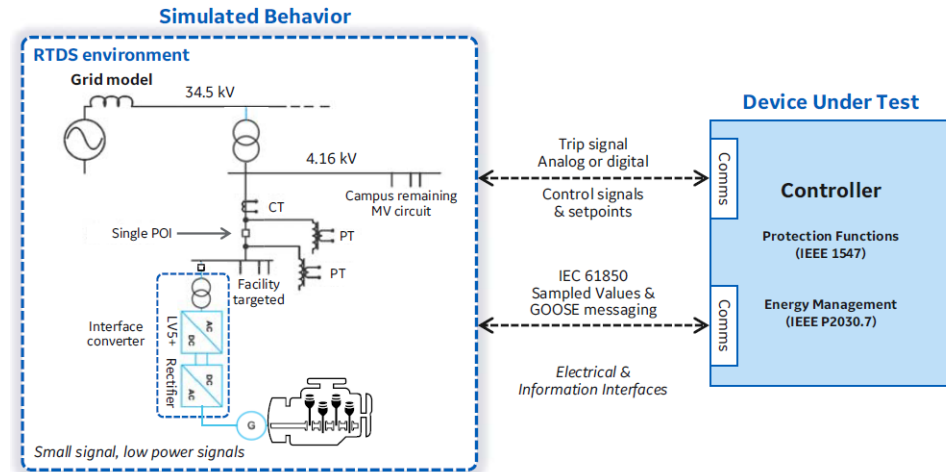 Simulated Behavior
RTDS environment
Grid model
34.5 kV
4.16 kV
Campus remaining
MV circuit
CT
Single POI
PT
PT
Facility
targeted
Interface
converter
LV5+
AC
DC
Rectifier
DC
AC
G
Small signal, low power signals
Trip signal
Analog or digital
Control signals
& setpoints
IEC 61850
Sampled Values &
GOOSE messaging
Electrical &
Information Interfaces
Device Under Test
Comms
Controller
Protection Functions
(IEEE 1547)
Energy Management
(IEEE P2030.7)
Comms